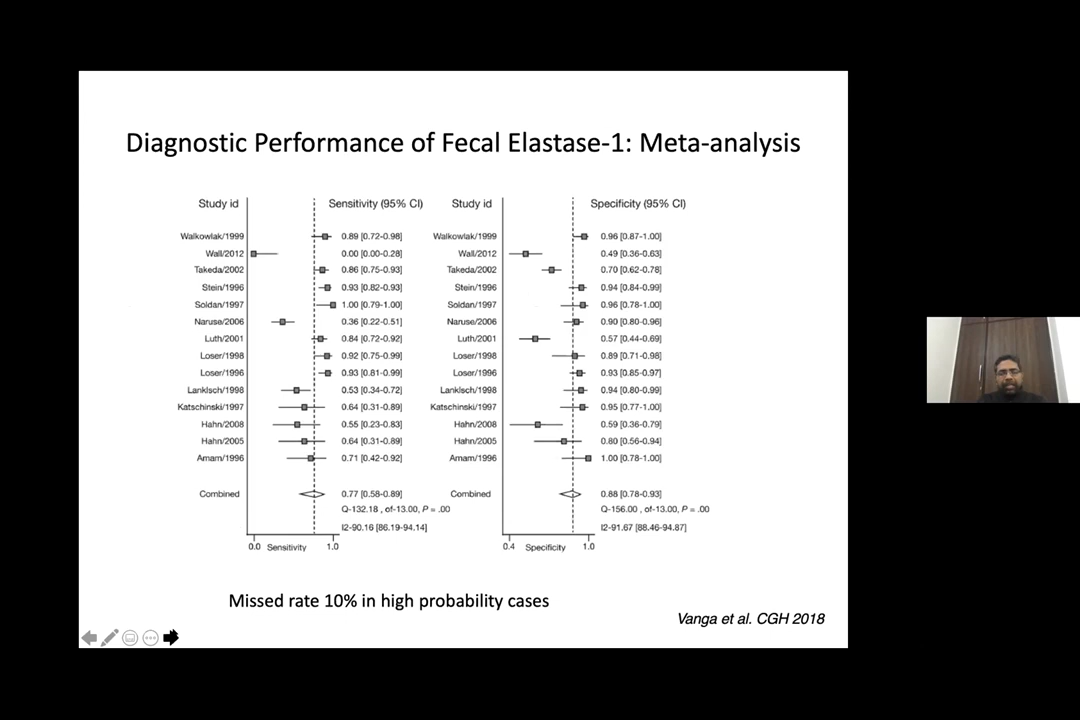 Diagnostic Performance of Fecal Elastase-1: Meta-analysis
Study id Sensitivity (95% CI) Study id Specificity (95% CI)
Walkowlak/1999 0.89 [0.72-0.98] Walkowlak/1999 0.96 [0.87-1.00]
Wall/2012 0.00 [0.00-0.28] Wall/2012 0.49 [0.36-0.63]
Takeda/2002 0.86 [0.75-0.93] Takeda/2002 0.70 [0.62-0.78]
Stein/1996 0.93 [0.82-0.93] Stein/1996 0.94 [0.84-0.99]
Soldan/1997 1.00 [0.79-1.00] Soldan/1997 0.96 [0.78-1.00]
Naruse/2006 0.36 [0.22-0.51] Naruse/2006 0.90 [0.80-0.96]
Luth/2001 0.84 [0.72-0.92] Luth/2001 0.57 [0.44-0.69]
Loser/1998 0.92 [0.75-0.99] Loser/1998 0.89 [0.71-0.98]
Loser/1996 0.93 [0.81-0.99] Loser/1996 0.93 [0.85-0.97]
Lanklsch/1998 0.53 [0.34-0.72] Lanklsch/1998 0.94 [0.80-0.99]
Katschinski/1997 0.64 [0.31-0.89] Katschinski/1997 0.95 [0.77-1.00]
Hahn/2008 0.55 [0.23-0.83] Hahn/2008 0.59 [0.36-0.79]
Hahn/2005 0.64 [0.31-0.89] Hahn/2005 0.80 [0.56-0.94]
Amam/1996 0.71 [0.42-0.92] Amam/1996 1.00 [0.78-1.00]
Combined 0.77 [0.58-0.89] Combined 0.88 [0.78-0.93]
Q-132.18 , of-13.00, P = .00 Q-156.00 , of-13.00, P = .00
I2-90.16 [86.19-94.14] I2-91.67 [88.46-94.87]
0.0 Sensitivity 1.0 0.4 Specificity 1.0
Missed rate 10% in high probability cases
Vanga et al. CGH 2018